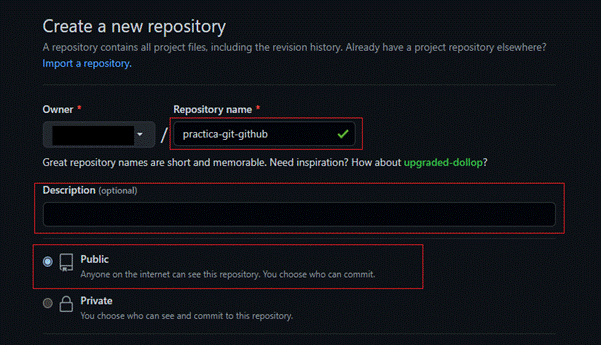 Create a new repository
A repository contains all project files, including the revision history. Already have a project repository elsewhere?
Import a repository.
Owner * Repository name *
/ practica-git-github
Great repository names are short and memorable. Need inspiration? How about upgraded-dollop?
Description (optional)
Public
Anyone on the internet can see this repository. You choose who can commit.
Private
You choose who can see and commit to this repository.